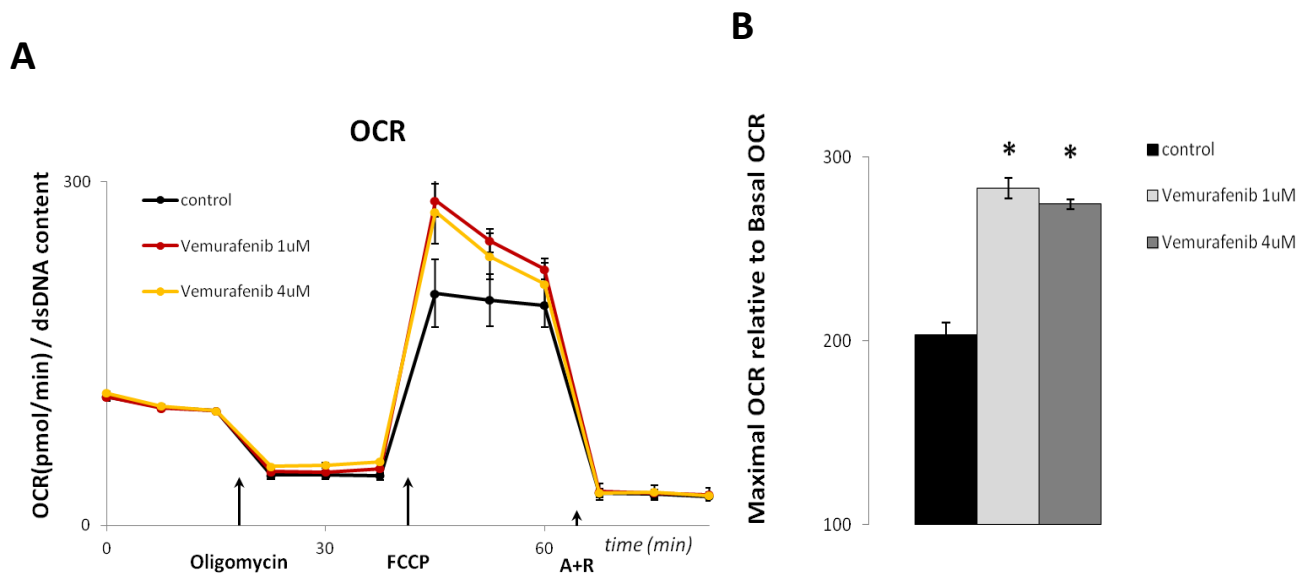 A
OCR
OCR(pmol/min) / dsDNA content
300
0
control
Vemurafenib 1uM
Vemurafenib 4uM
0
30
60
time (min)
Oligomycin
FCCP
A+R
B
Maximal OCR relative to Basal OCR
300
200
100
*
*
control
Vemurafenib 1uM
Vemurafenib 4uM